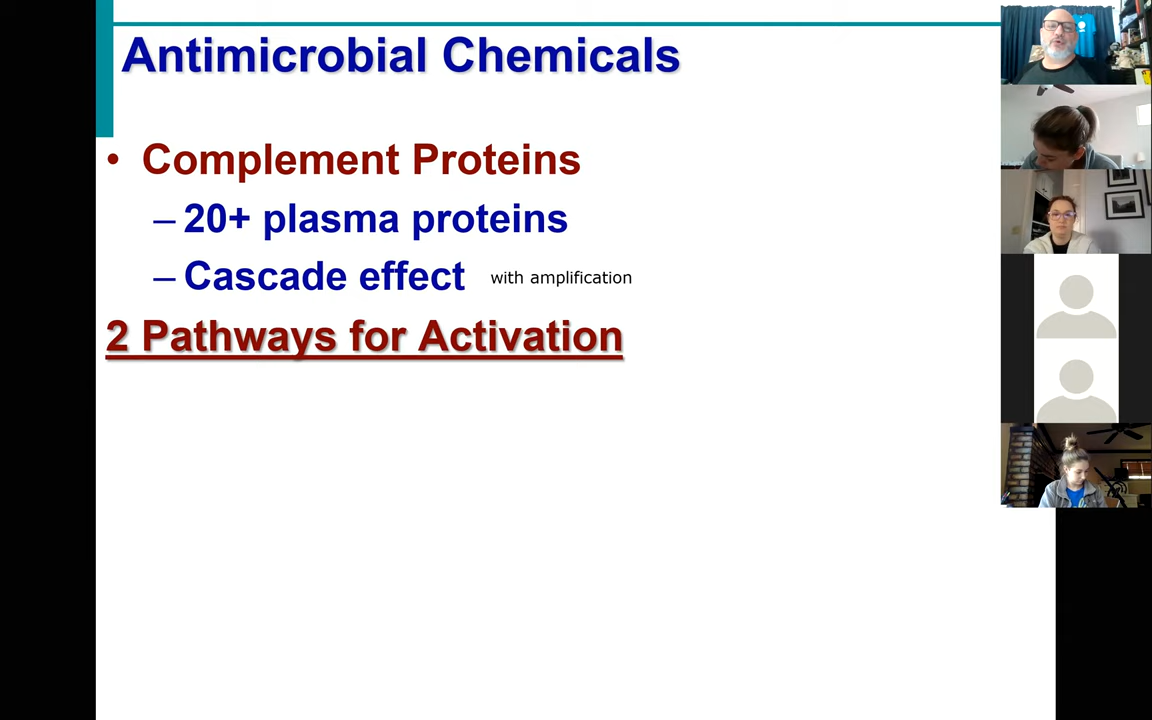 Antimicrobial Chemicals
• Complement Proteins
– 20+ plasma proteins
– Cascade effect with amplification
2 Pathways for Activation